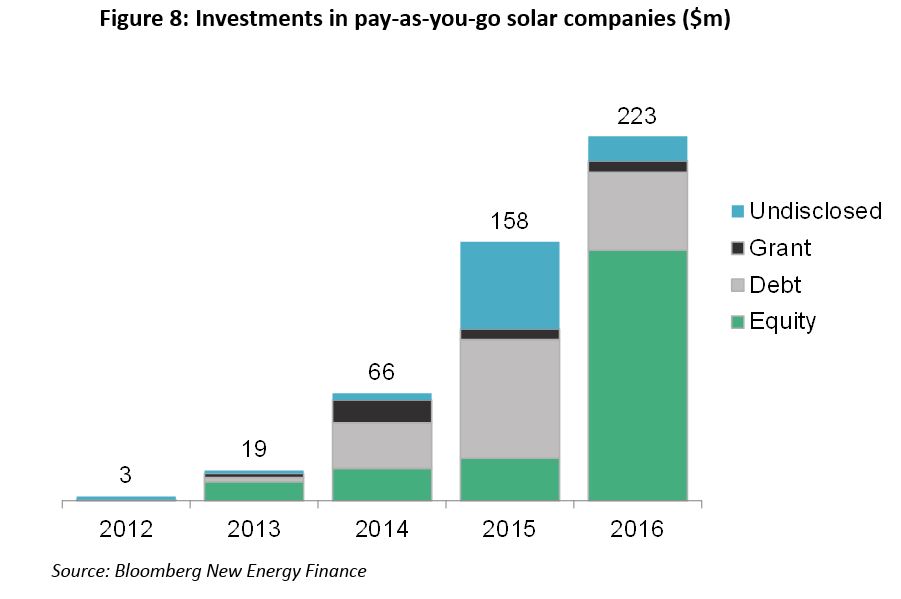 Figure 8: Investments in pay-as-you-go solar companies ($m)
223
158
66
19
3
Undisclosed
Grant
Debt
Equity
2012 2013 2014 2015 2016
Source: Bloomberg New Energy Finance